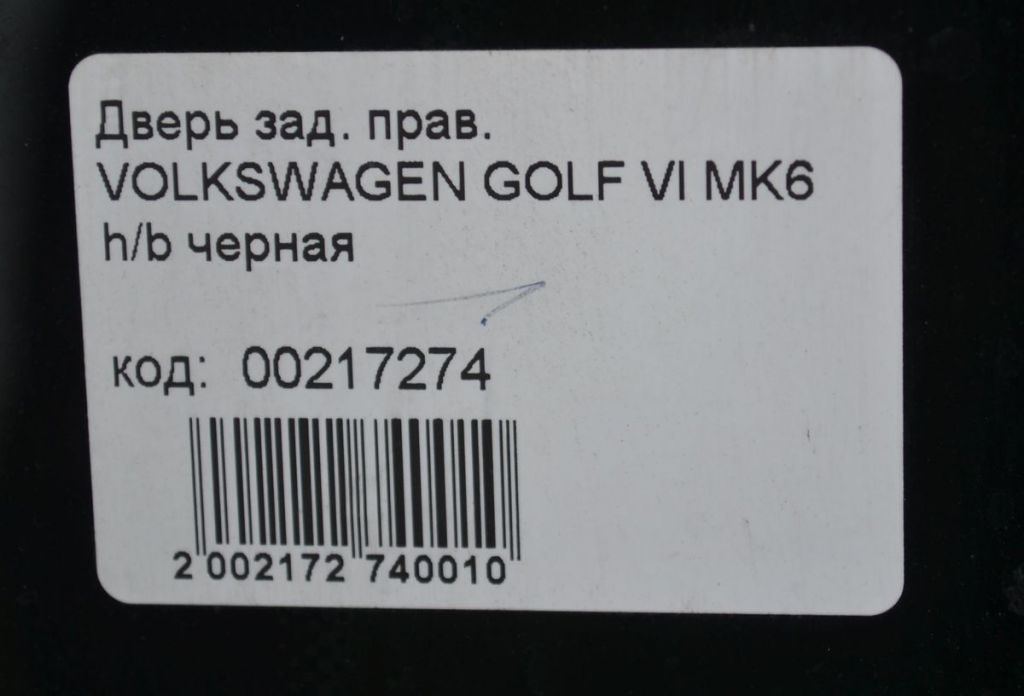 Дверь зад. прав.
VOLKSWAGEN GOLF VI MK6
h/b черная
код: 00217274
2 002172 740010